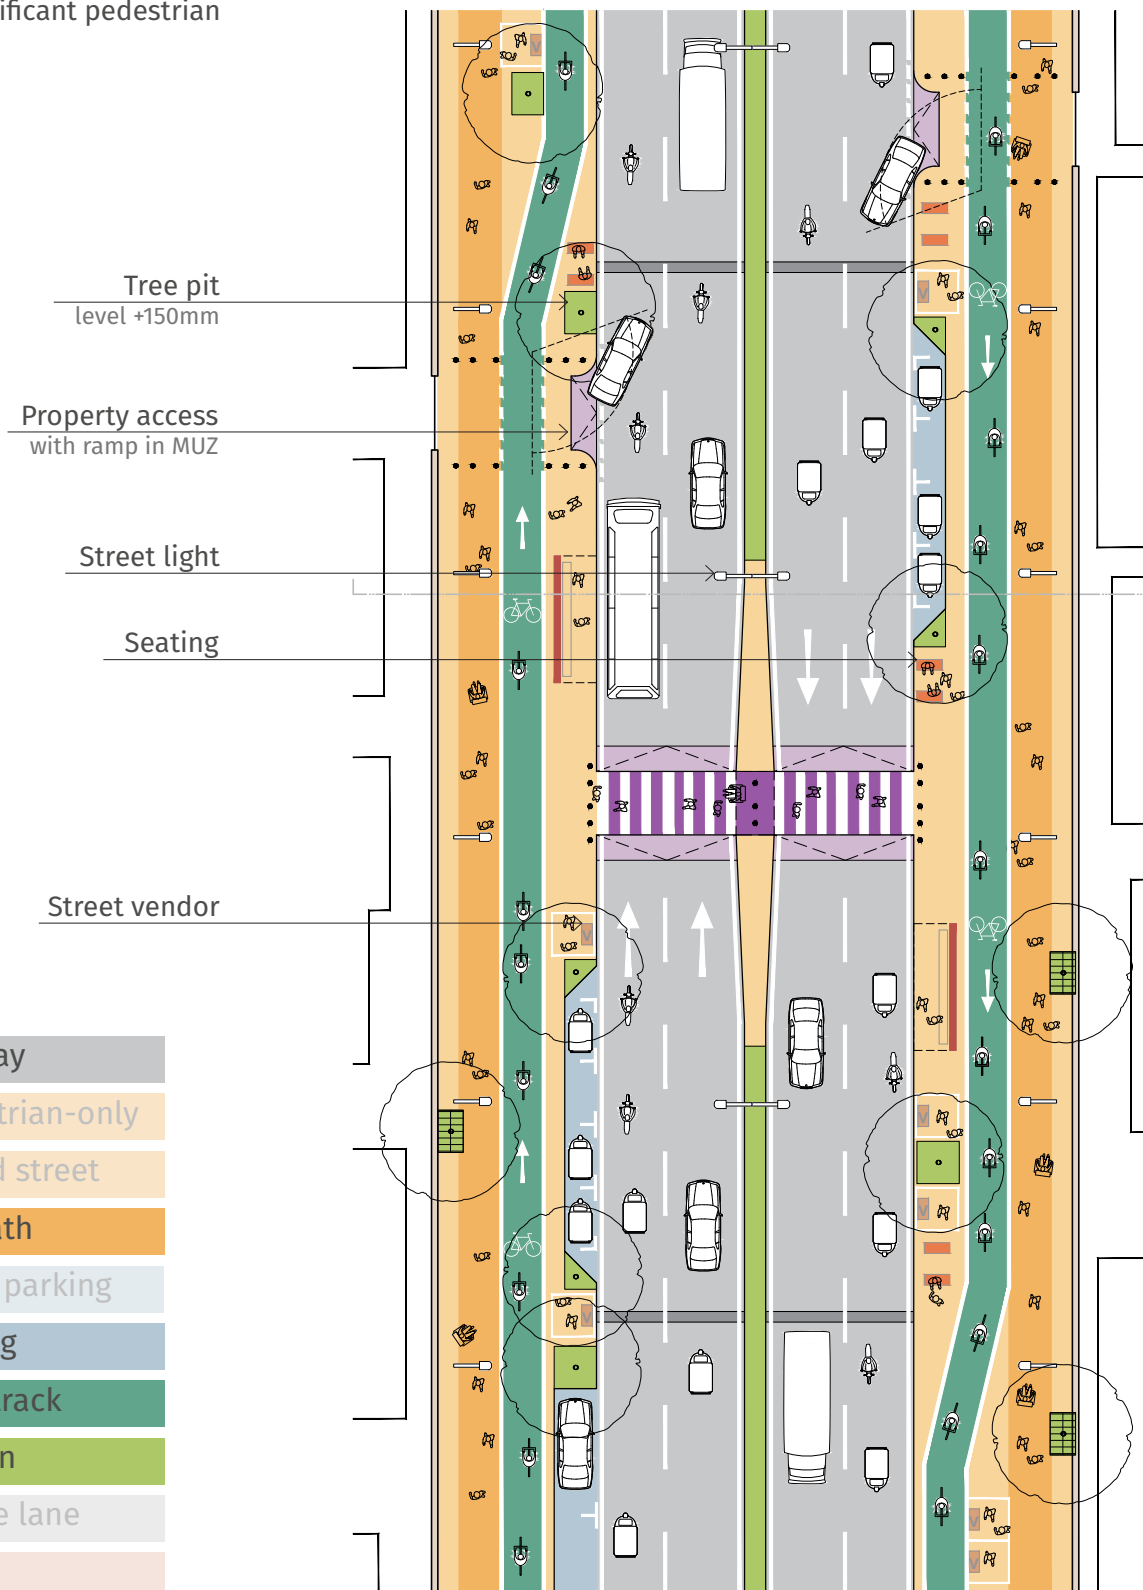 ificant pedestrian
Tree pit
level +150mm
Property access
with ramp in MUZ
Street light
Seating
Street vendor
ay
trian-only
d street
ath
parking
g
rack
n
e lane
V
V
V
V
V
V
V
V